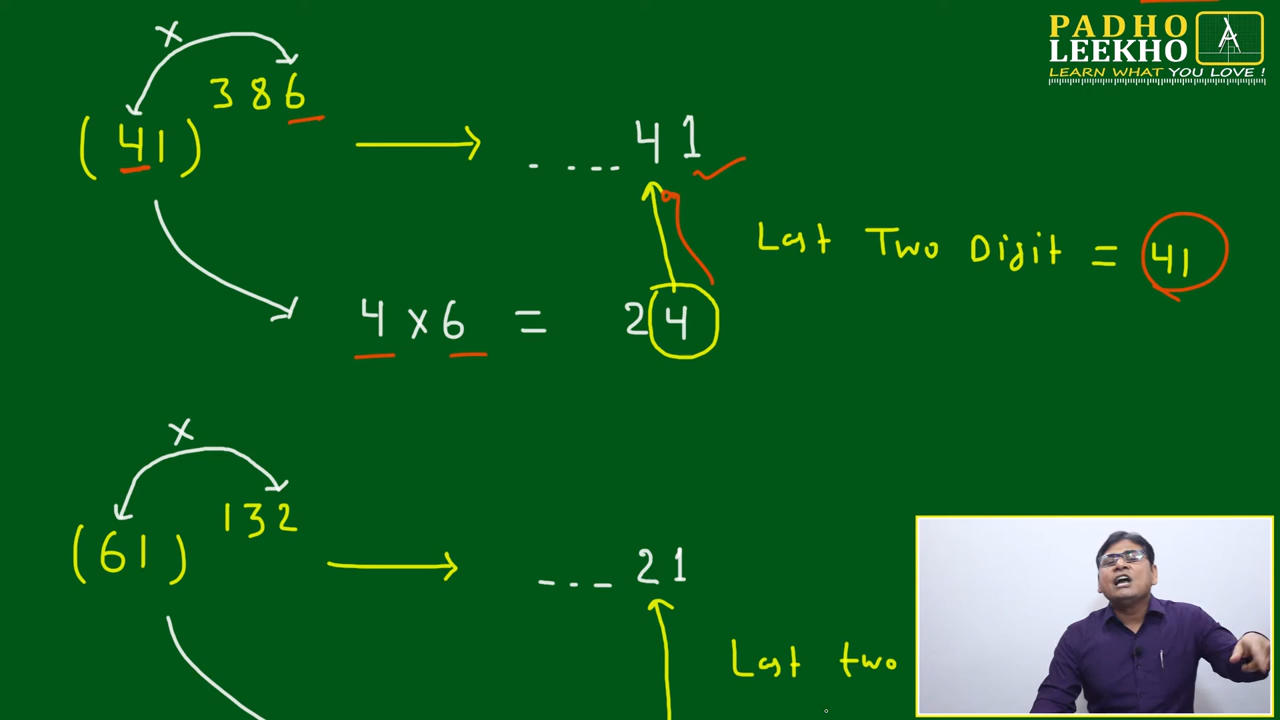 PADHO
LEEKHO
LEARN WHAT YOU LOVE !
×
(41)^386 → . . . . . 41
Last Two Digit = 41
4 × 6 = 24
×
(61)^132 → . . . 21
Last two